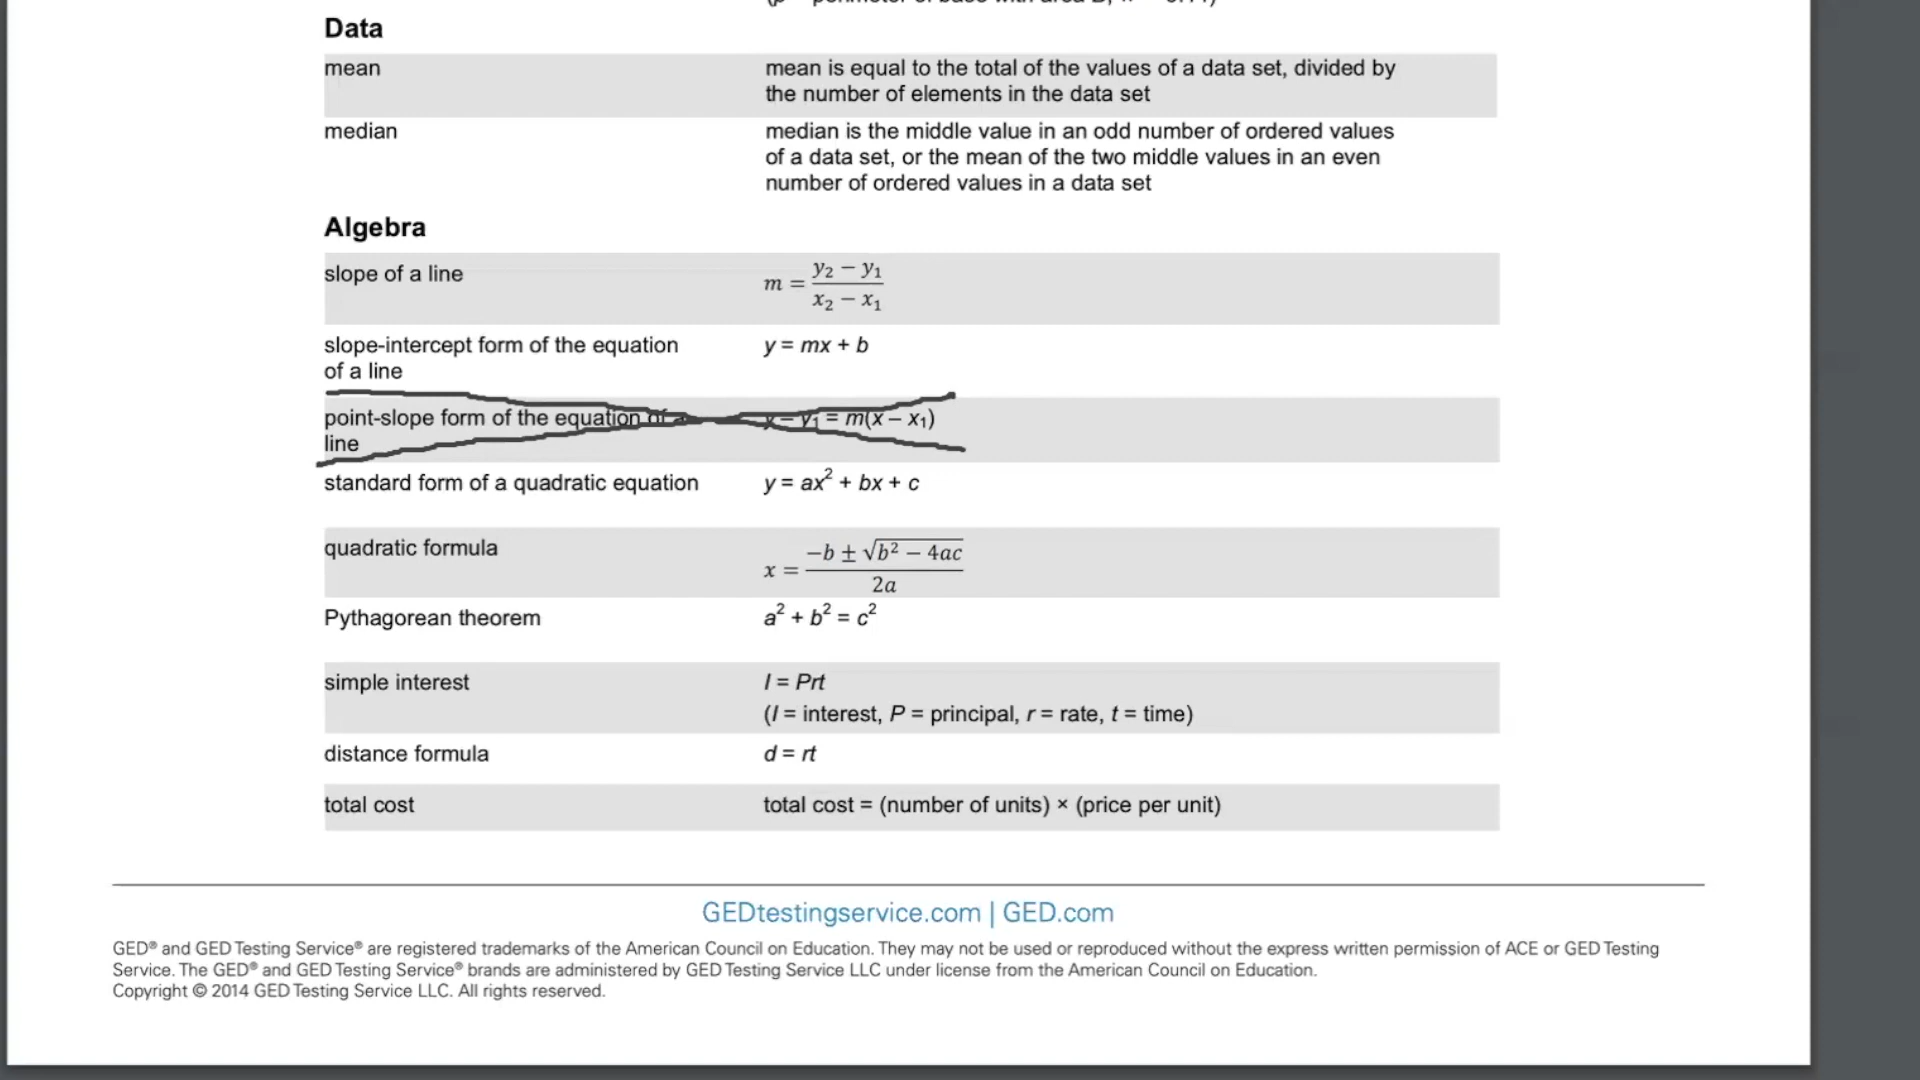 Data
mean
mean is equal to the total of the values of a data set, divided by
the number of elements in the data set
median
median is the middle value in an odd number of ordered values
of a data set, or the mean of the two middle values in an even
number of ordered values in a data set
Algebra
slope of a line
m = (y₂ − y₁) / (x₂ − x₁)
slope-intercept form of the equation
of a line
y = mx + b
point-slope form of the equation of
line
y – y₁ = m(x – x₁)
standard form of a quadratic equation
y = ax² + bx + c
quadratic formula
x = (−b ± √(b² − 4ac)) / 2a
Pythagorean theorem
a² + b² = c²
simple interest
I = Prt
(I = interest, P = principal, r = rate, t = time)
distance formula
d = rt
total cost
total cost = (number of units) × (price per unit)
GEDtestingservice.com | GED.com
GED® and GED Testing Service® are registered trademarks of the American Council on Education. They may not be used or reproduced without the express written permission of ACE or GED Testing
Service. The GED® and GED Testing Service® brands are administered by GED Testing Service LLC under license from the American Council on Education.
Copyright © 2014 GED Testing Service LLC. All rights reserved.